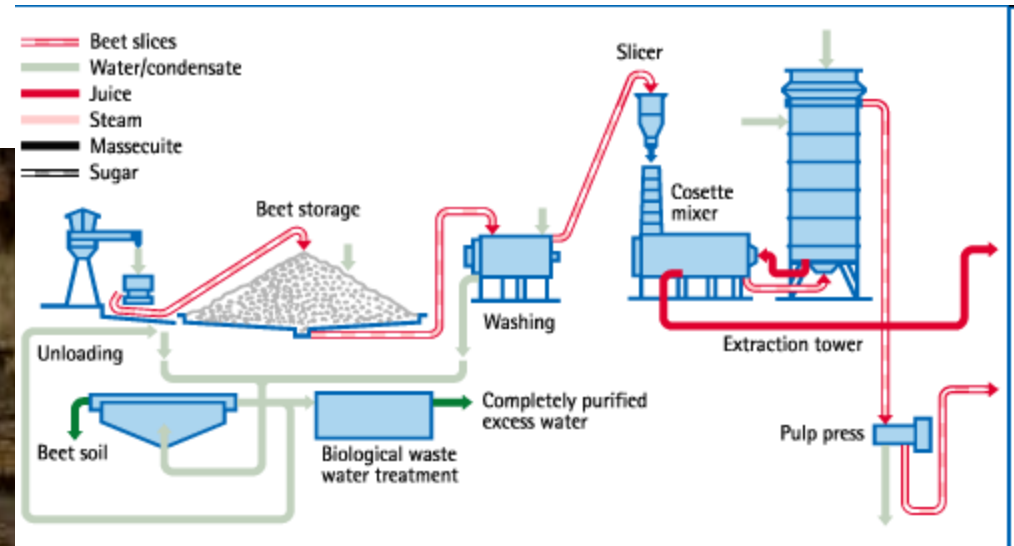 Beet slices
Water/condensate
Juice
Steam
Massecuite
Sugar
Slicer
Beet storage
Cosette
mixer
Unloading
Washing
Extraction tower
Beet soil
Biological waste
water treatment
Completely purified
excess water
Pulp press